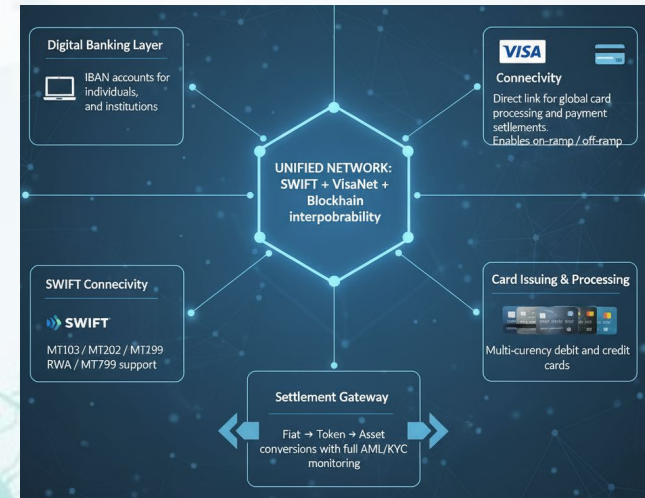 Digital Banking Layer
IBAN accounts for
individuals,
and institutions
VISA
Connecivity
Direct link for global card
processing and payment
setllements.
Enables on-ramp / off-ramp
UNIFIED NETWORK:
SWIFT + VisaNet +
Blockhain
interpobrability
SWIFT Connecivity
SWIFT
MT103 / MT202 / MT299
RWA / MT799 support
Card Issuing & Processing
Multi-curency debit and credit
cards
Settlement Gateway
Fiat → Token → Asset
conversions with full AML/KYC
monitoring